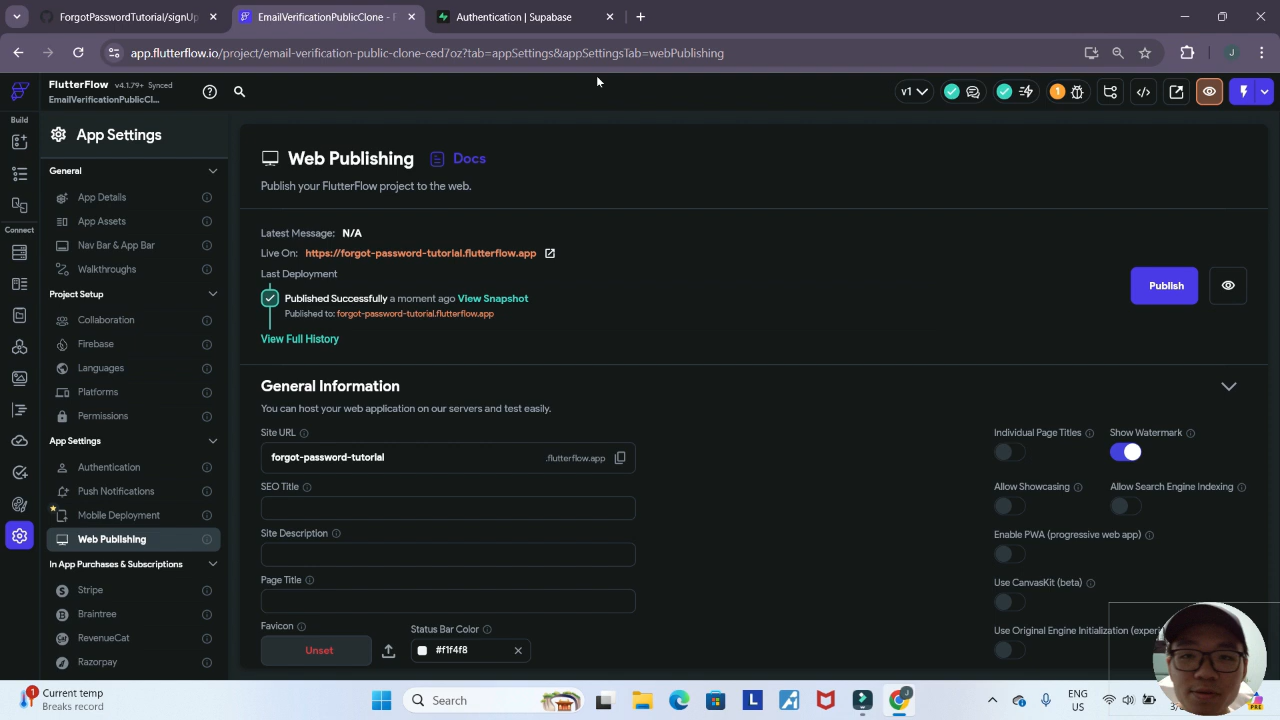 ForgotPasswordTutorial/signUp
EmailVerificationPublicClone - F
Authentication | Supabase
app.flutterflow.io/project/email-verification-public-clone-ced7oz?tab=appSettings&appSettingsTab=webPublishing
J
FlutterFlow v4.1.79+ Synced
EmailVerificationPublicCl...
v1
1
Build
Connect
App Settings
General
App Details
App Assets
Nav Bar & App Bar
Walkthroughs
Project Setup
Collaboration
Firebase
Languages
Platforms
Permissions
App Settings
Authentication
Push Notifications
Mobile Deployment
Web Publishing
In App Purchases & Subscriptions
Stripe
Braintree
RevenueCat
Razorpay
Web Publishing Docs
Publish your FlutterFlow project to the web.
Latest Message: N/A
Live On: https://forgot-password-tutorial.flutterflow.app
Last Deployment
Published Successfully a moment ago View Snapshot
Published to: forgot-password-tutorial.flutterflow.app
View Full History
Publish
General Information
You can host your web application on our servers and test easily.
Site URL
forgot-password-tutorial .flutterflow.app
SEO Title
Site Description
Page Title
Favicon
Unset
Status Bar Color
#f1f4f8
Individual Page Titles
Show Watermark
Allow Showcasing
Allow Search Engine Indexing
Enable PWA (progressive web app)
Use CanvasKit (beta)
Use Original Engine Initialization (experi
1
Current temp
Breaks record
Search
ENG
US
PRE